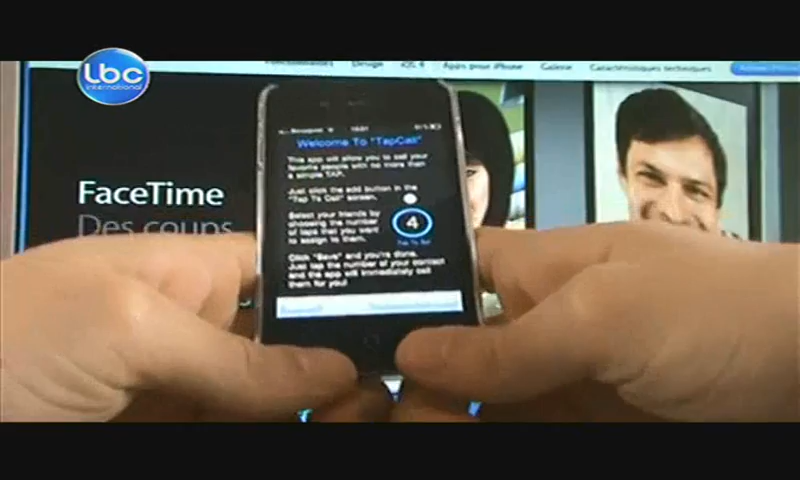 lbc
international
Design
iOS 4
Apps pour iPhone
Galerie
Caractéristiques techniques
FaceTime
Des coups
Welcome To "TapCall"
This app will allow you to call your
favorite people with no more than
a simple TAP.
Just click the add button in the
"Tap To Call" screen.
Select your friends by
choosing the number
of taps that you want
to assign to them.
4
Tap To
Click "Save" and you're done.
Just tap the number of your contact
and the app will immediately call
them for you!